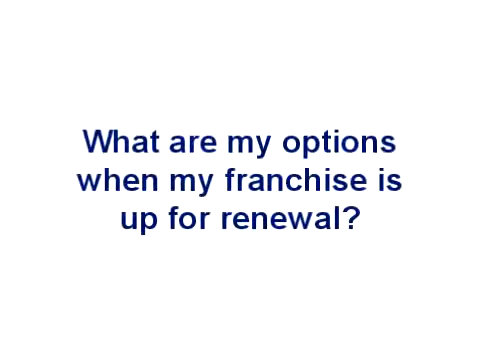 What are my options
when my franchise is
up for renewal?